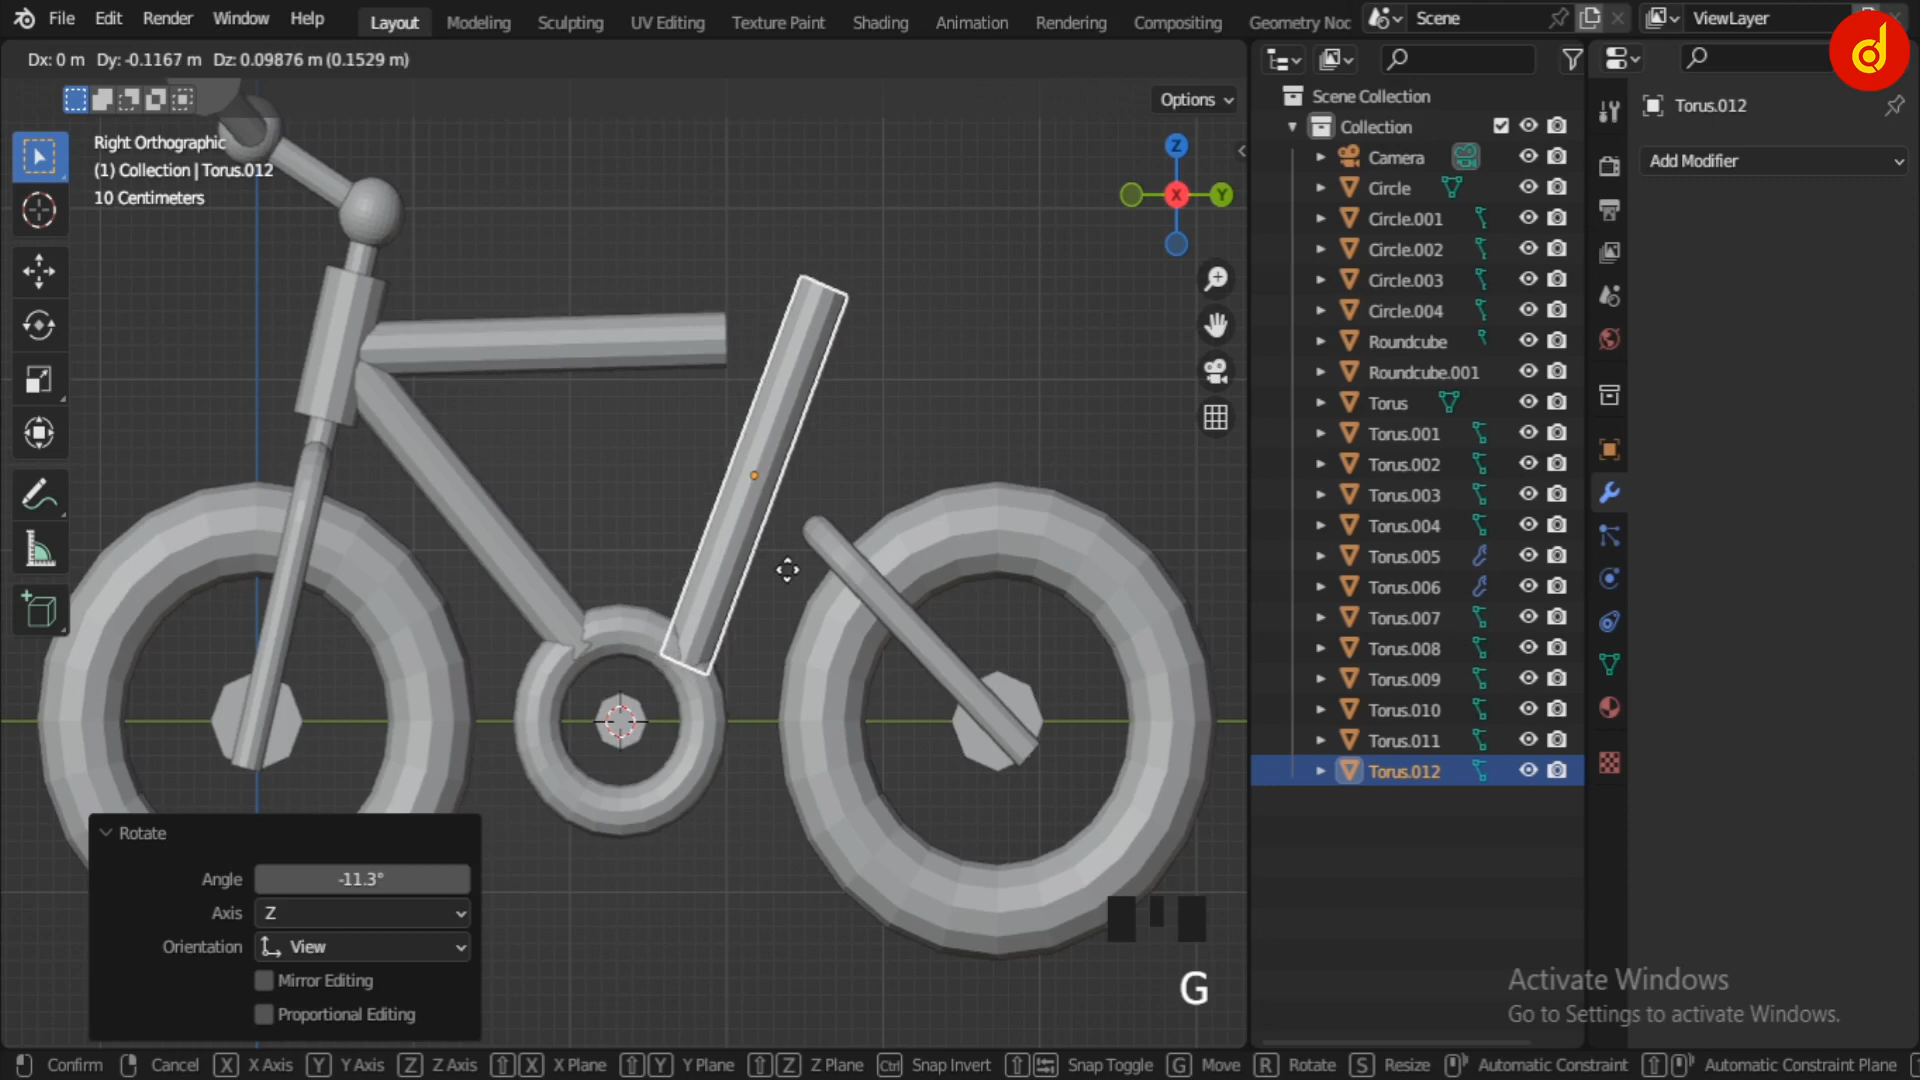 File Edit Render Window Help
Layout Modeling Sculpting UV Editing Texture Paint Shading Animation Rendering Compositing Geometry Noc
Scene
ViewLayer
Dx: 0 m Dy: -0.1167 m Dz: 0.09876 m (0.1529 m)
Options
Right Orthographic
(1) Collection | Torus.012
10 Centimeters
Z
X
Y
Scene Collection
Collection
Camera
Circle
Circle.001
Circle.002
Circle.003
Circle.004
Roundcube
Roundcube.001
Torus
Torus.001
Torus.002
Torus.003
Torus.004
Torus.005
Torus.006
Torus.007
Torus.008
Torus.009
Torus.010
Torus.011
Torus.012
Torus.012
Add Modifier
Rotate
Angle -11.3°
Axis Z
Orientation View
Mirror Editing
Proportional Editing
G
Activate Windows
Go to Settings to activate Windows.
Confirm Cancel X X Axis Y Y Axis Z Z Axis X X Plane Y Y Plane Z Z Plane Ctrl Snap Invert Snap Toggle G Move R Rotate S Resize Automatic Constraint Automatic Constraint Plane